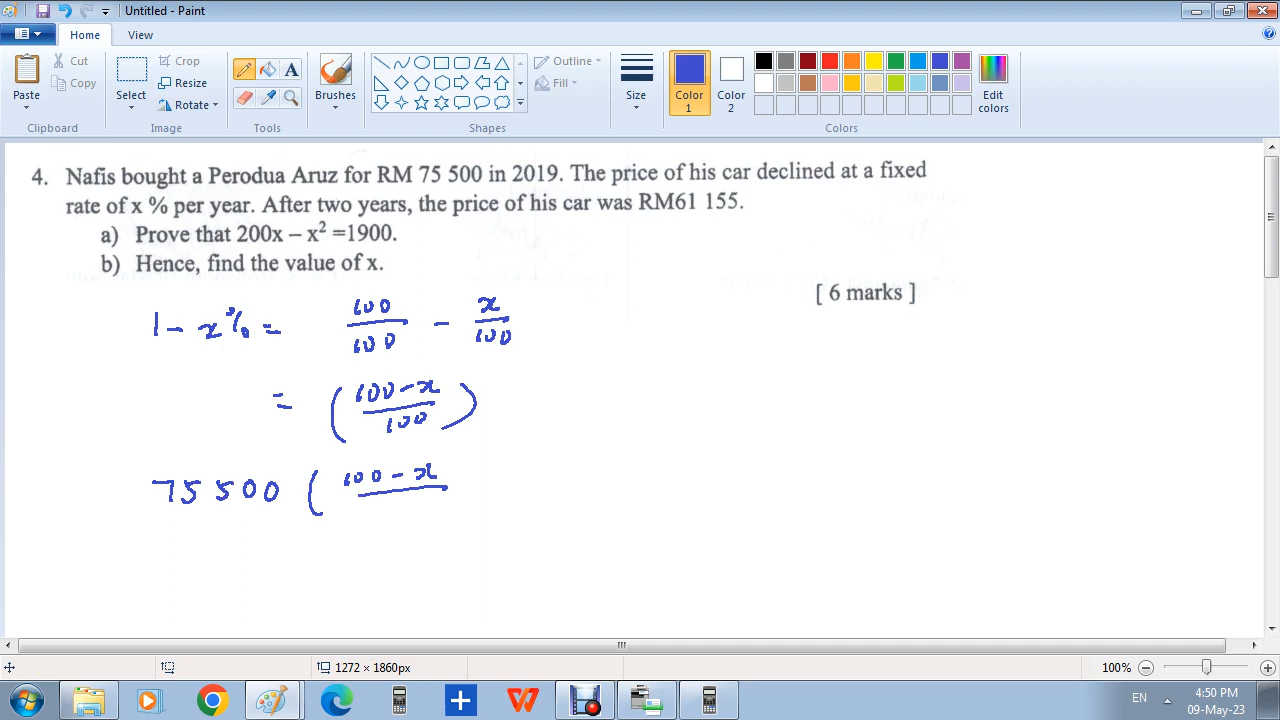 Untitled - Paint
Home View
Paste
Cut
Copy
Clipboard
Select
Crop
Resize
Rotate
Image
Tools
Brushes
Shapes
Outline
Fill
Size
Color 1
Color 2
Edit colors
Colors
4. Nafis bought a Perodua Aruz for RM 75 500 in 2019. The price of his car declined at a fixed
rate of x % per year. After two years, the price of his car was RM61 155.
a) Prove that 200x – x² =1900.
b) Hence, find the value of x.
[ 6 marks ]
1 - x% = 100/100 - x/100
= (100 - x/100)
75 500 (100 - x
1272 × 1860px
100%
EN
4:50 PM
09-May-23